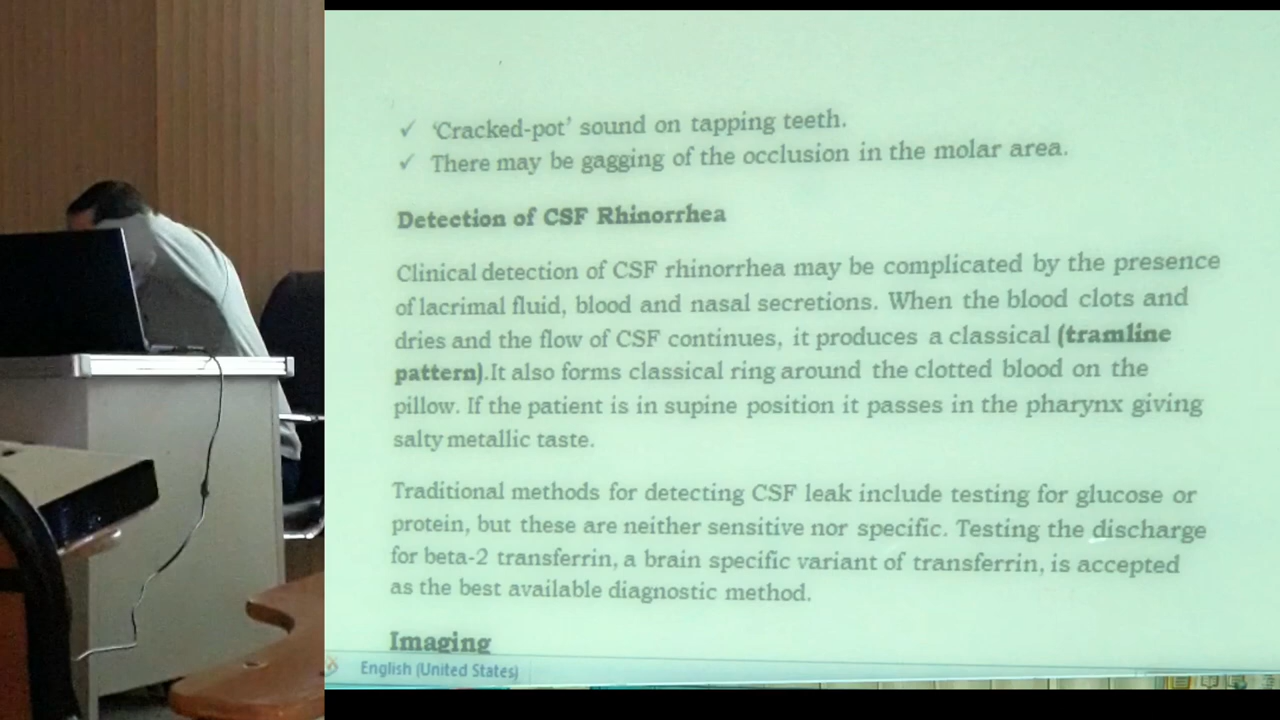 ✓ ‘Cracked-pot’ sound on tapping teeth.
✓ There may be gagging of the occlusion in the molar area.
Detection of CSF Rhinorrhea
Clinical detection of CSF rhinorrhea may be complicated by the presence
of lacrimal fluid, blood and nasal secretions. When the blood clots and
dries and the flow of CSF continues, it produces a classical (tramline
pattern).It also forms classical ring around the clotted blood on the
pillow. If the patient is in supine position it passes in the pharynx giving
salty metallic taste.
Traditional methods for detecting CSF leak include testing for glucose or
protein, but these are neither sensitive nor specific. Testing the discharge
for beta-2 transferrin, a brain specific variant of transferrin, is accepted
as the best available diagnostic method.
Imaging
English (United States)